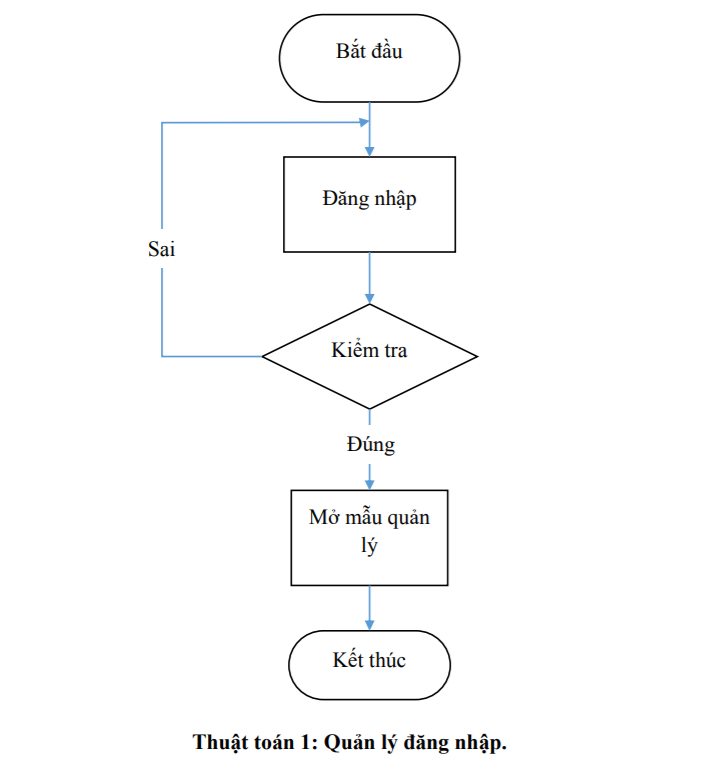 Bắt đầu
Đăng nhập
Sai
Kiểm tra
Đúng
Mở mẫu quản
lý
Kết thúc
Thuật toán 1: Quản lý đăng nhập.